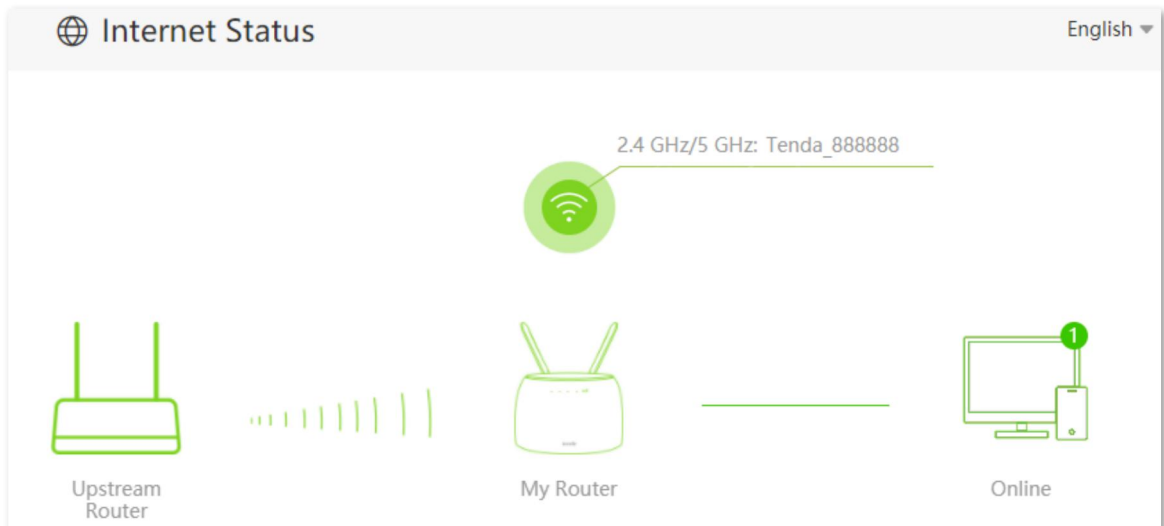 Internet Status
English
2.4 GHz/5 GHz: Tenda_888888
1
Upstream
Router
My Router
Online